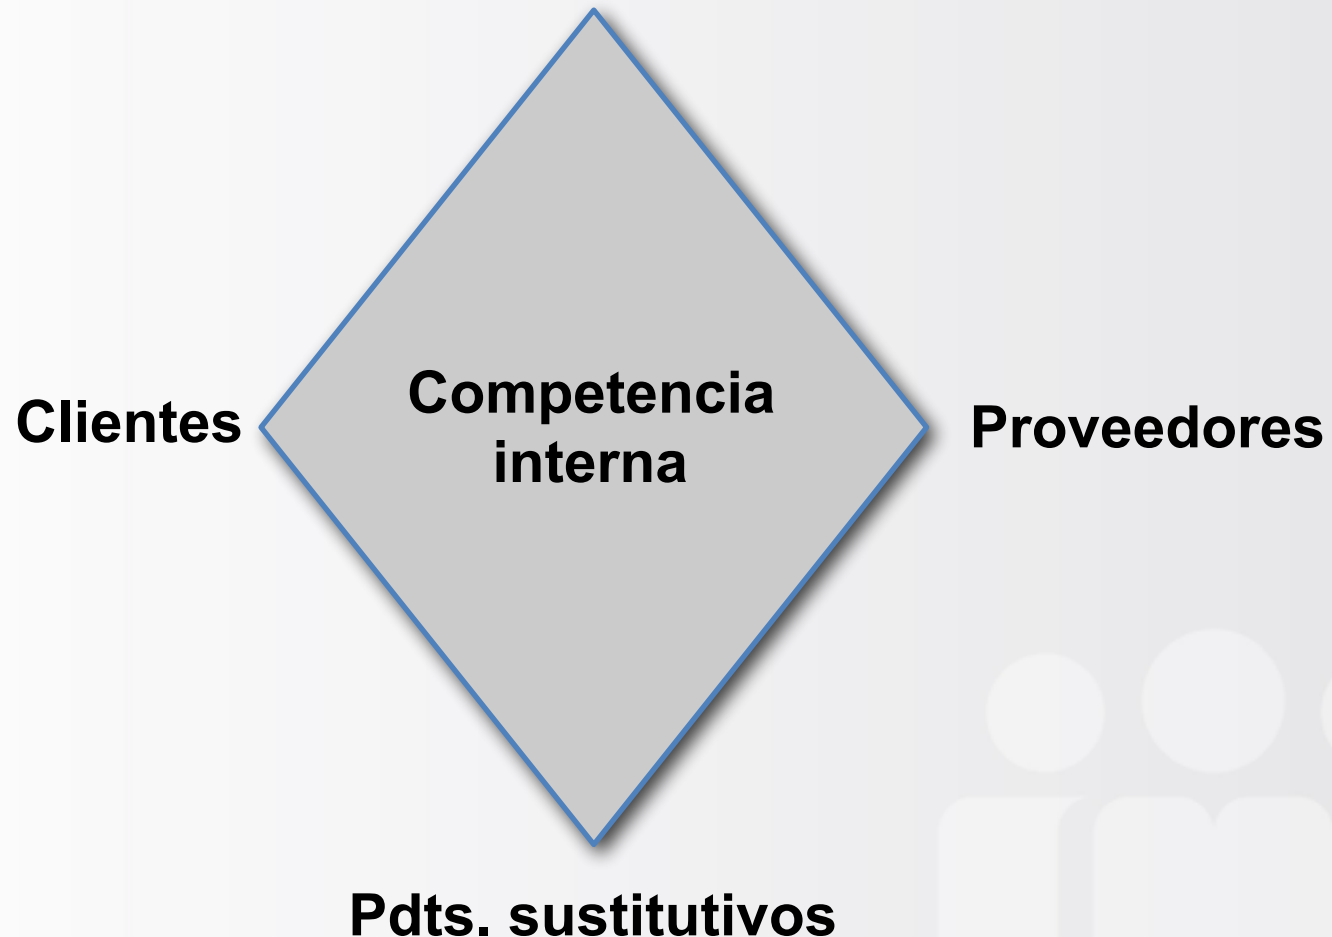 Clientes
Competencia
interna
Proveedores
Pdts. sustitutivos